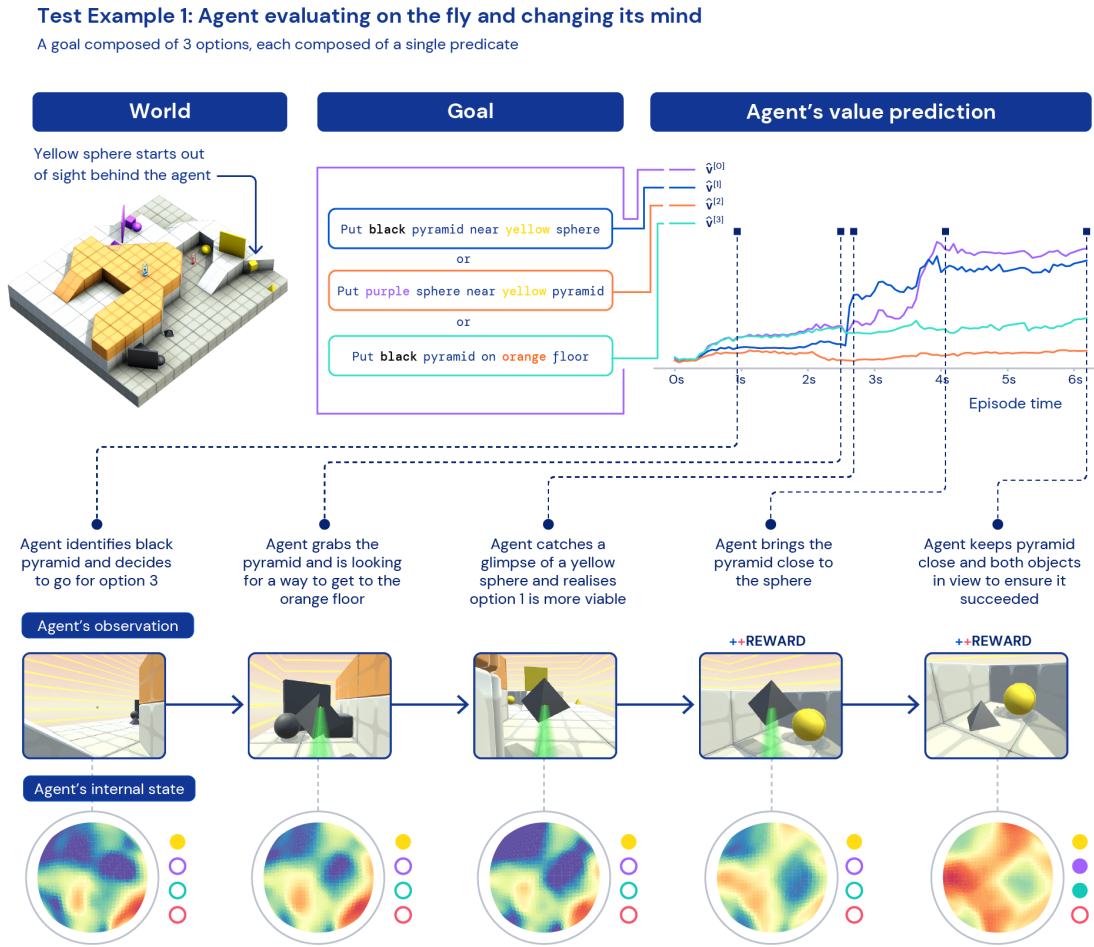 Test Example 1: Agent evaluating on the fly and changing its mind
A goal composed of 3 options, each composed of a single predicate
World
Goal
Agent's value prediction
Yellow sphere starts out
of sight behind the agent
Put black pyramid near yellow sphere
or
Put purple sphere near yellow pyramid
or
Put black pyramid on orange floor
v̂[0]
v̂[1]
v̂[2]
v̂[3]
0s
1s
2s
3s
4s
5s
6s
Episode time
Agent identifies black
pyramid and decides
to go for option 3
Agent grabs the
pyramid and is looking
for a way to get to the
orange floor
Agent catches a
glimpse of a yellow
sphere and realises
option 1 is more viable
Agent brings the
pyramid close to
the sphere
Agent keeps pyramid
close and both objects
in view to ensure it
succeeded
Agent's observation
++REWARD
++REWARD
Agent's internal state